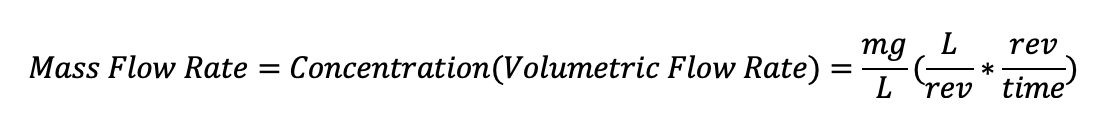 Mass Flow Rate = Concentration(Volumetric Flow Rate) = mg/L (L/rev * rev/time)